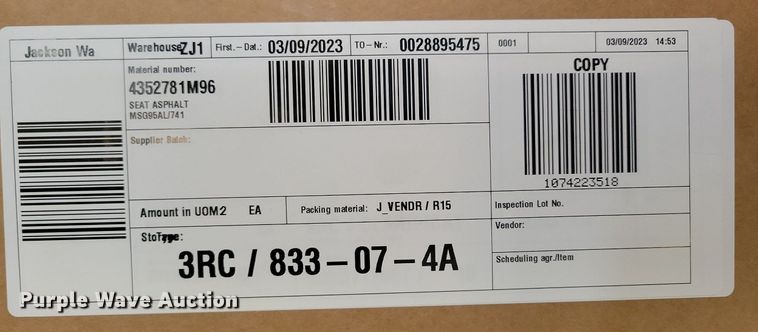 Jackson Wa
Warehouse ZJ1 First.-Dat.: 03/09/2023 TO-Nr.: 0028895475 0001 03/09/2023 14:53
Material number:
4352781M96
SEAT ASPHALT
MSG95AL/741
COPY
1074223518
Supplier Batch:
Amount in UOM: 2 EA Packing material: J_VENDR / R15
Inspection Lot No.
Vendor:
Scheduling agr./Item
3RC / 833-07-4A
Purple Wave Auction